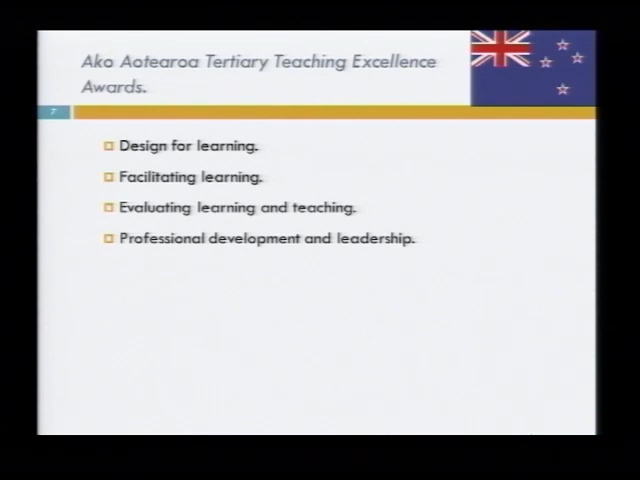 Ako Aotearoa Tertiary Teaching Excellence
Awards.
7
Design for learning.
Facilitating learning.
Evaluating learning and teaching.
Professional development and leadership.